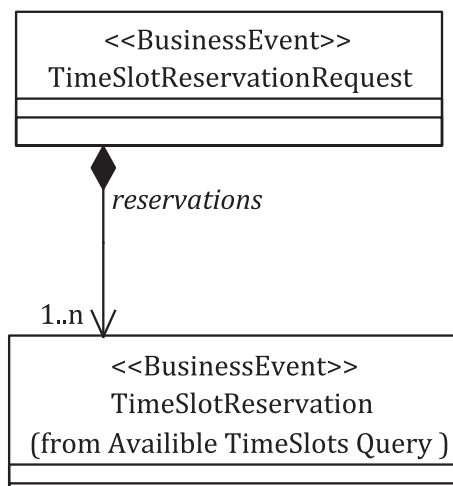 <<BusinessEvent>>
TimeSlotReservationRequest
reservations
1..n
<<BusinessEvent>>
TimeSlotReservation
(from Availible TimeSlots Query )